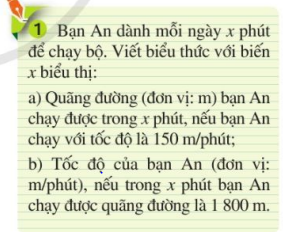 1 Bạn An dành mỗi ngày x phút
để chạy bộ. Viết biểu thức với biến
x biểu thị:
a) Quãng đường (đơn vị: m) bạn An
chạy được trong x phút, nếu bạn An
chạy với tốc độ là 150 m/phút;
b) Tốc độ của bạn An (đơn vị:
m/phút), nếu trong x phút bạn An
chạy được quãng đường là 1 800 m.